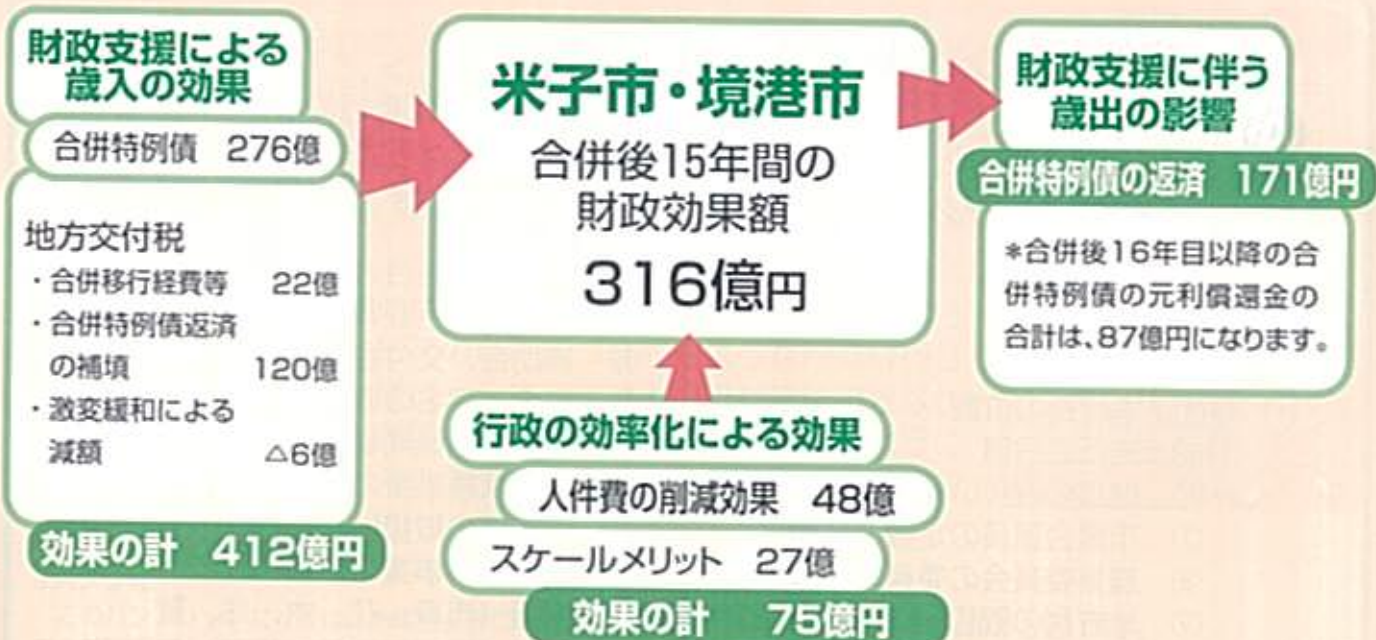 財政支援による
歳入の効果
合併特例債 276億
地方交付税
・合併移行経費等 22億
・合併特例債返済
の補填 120億
・激変緩和による
減額 △6億
効果の計 412億円
米子市・境港市
合併後15年間の
財政効果額
316億円
行政の効率化による効果
人件費の削減効果 48億
スケールメリット 27億
効果の計 75億円
財政支援に伴う
歳出の影響
合併特例債の返済 171億円
*合併後16年目以降の合
併特例債の元利償還金の
合計は、87億円になります。